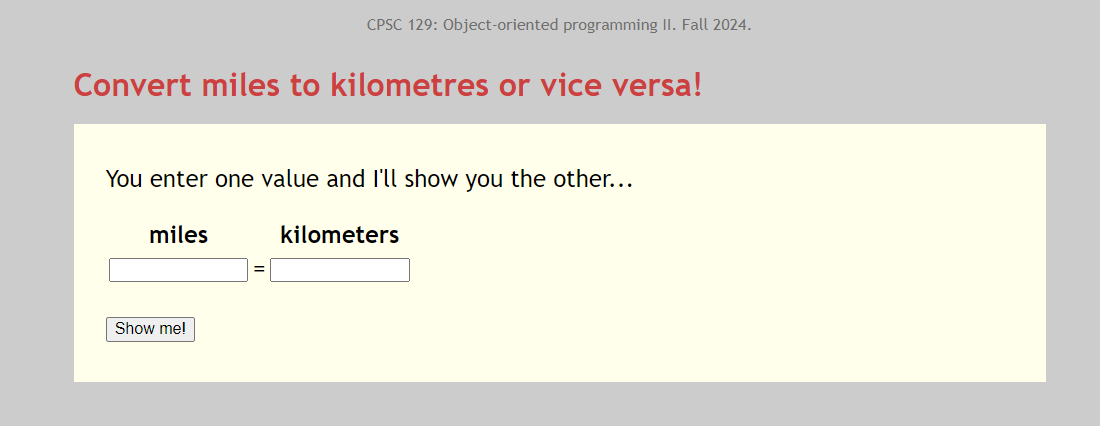 CPSC 129: Object-oriented programming II. Fall 2024.
Convert miles to kilometres or vice versa!
You enter one value and I'll show you the other...
miles kilometers
=
Show me!